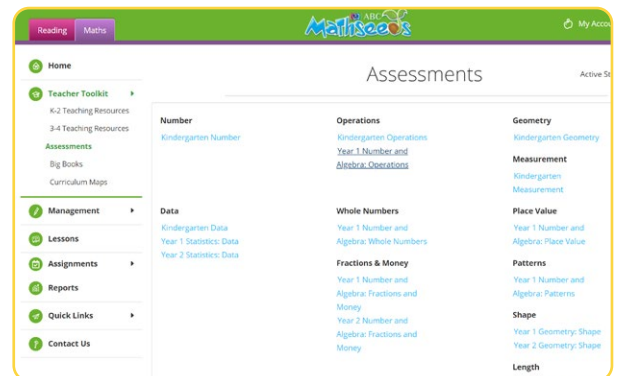 Reading
Maths
ABC
Mathseeds
My Accou
Home
Teacher Toolkit
K-2 Teaching Resources
3-4 Teaching Resources
Assessments
Big Books
Curriculum Maps
Management
Lessons
Assignments
Reports
Quick Links
Contact Us
Assessments
Active St
Number
Kindergarten Number
Operations
Kindergarten Operations
Year 1 Number and
Algebra: Operations
Geometry
Kindergarten Geometry
Measurement
Kindergarten
Measurement
Data
Kindergarten Data
Year 1 Statistics: Data
Year 2 Statistics: Data
Whole Numbers
Year 1 Number and
Algebra: Whole Numbers
Fractions & Money
Year 1 Number and
Algebra: Fractions and
Money
Year 2 Number and
Algebra: Fractions and
Money
Place Value
Year 1 Number and
Algebra: Place Value
Patterns
Year 1 Number and
Algebra: Patterns
Shape
Year 1 Geometry: Shape
Year 2 Geometry: Shape
Length